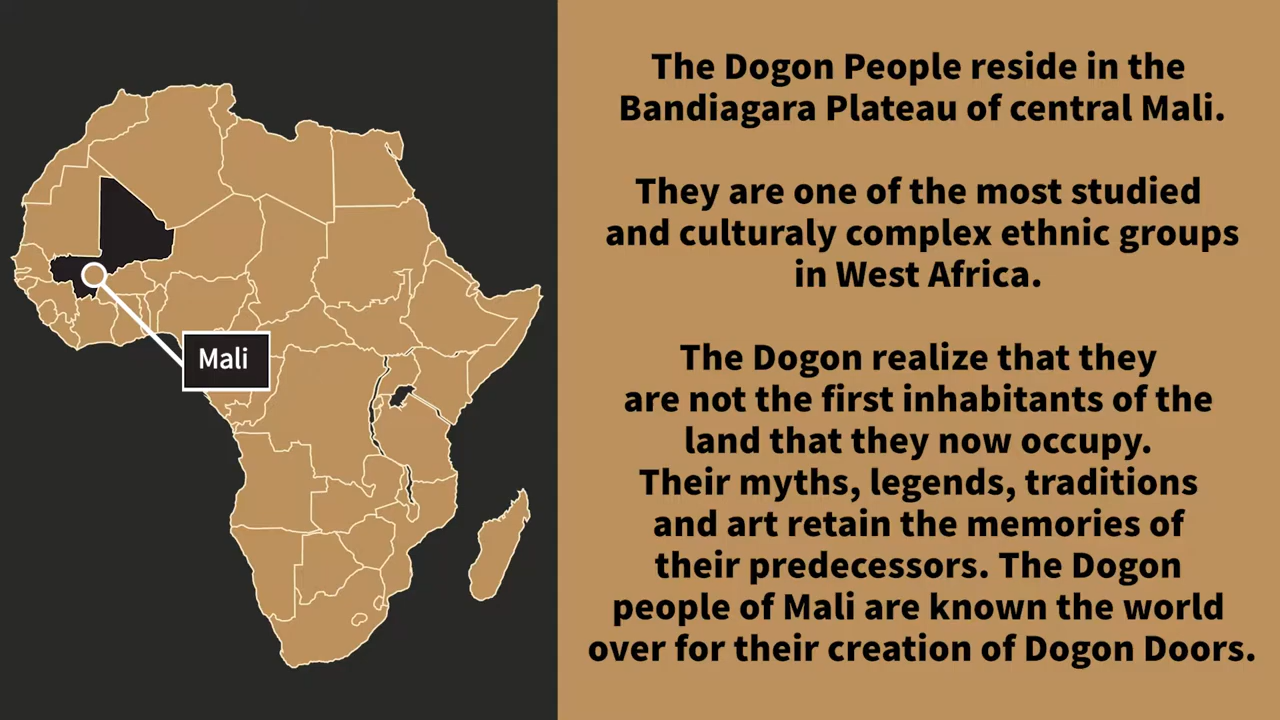 Mali
The Dogon People reside in the
Bandiagara Plateau of central Mali.
They are one of the most studied
and culturaly complex ethnic groups
in West Africa.
The Dogon realize that they
are not the first inhabitants of the
land that they now occupy.
Their myths, legends, traditions
and art retain the memories of
their predecessors. The Dogon
people of Mali are known the world
over for their creation of Dogon Doors.